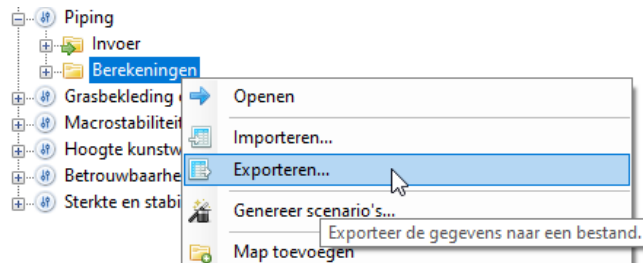 Piping
Invoer
Berekeningen
Grasbekleding
Openen
Macrostabiliteit
Importeren...
Hoogte kunstw
Exporteren...
Betrouwbaarhe
Sterkte en stabi
Genereer scenario's...
Exporteer de gegevens naar een bestand.
Map toevoegen